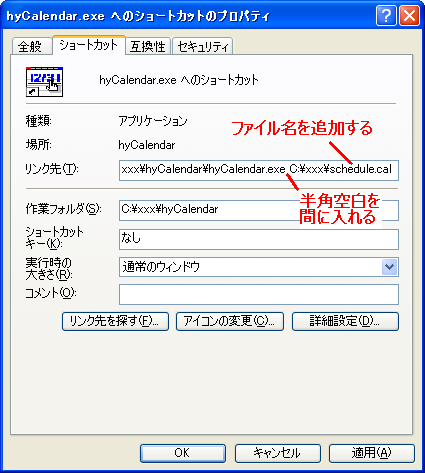 hyCalendar.exe へのショートカットのプロパティ
全般 ショートカット 互換性 セキュリティ
hyCalendar.exe へのショートカット
種類: アプリケーション
ファイル名を追加する
場所: hyCalendar
リンク先(T): xxx¥hyCalendar¥hyCalendar.exe C:¥xxx¥schedule.cal
半角空白を
間に入れる
作業フォルダ(S): C:¥xxx¥hyCalendar
ショートカット
キー(K): なし
実行時の
大きさ(R): 通常のウィンドウ
コメント(O):
リンク先を探す(F)... アイコンの変更(C)... 詳細設定(D)...
OK キャンセル 適用(A)